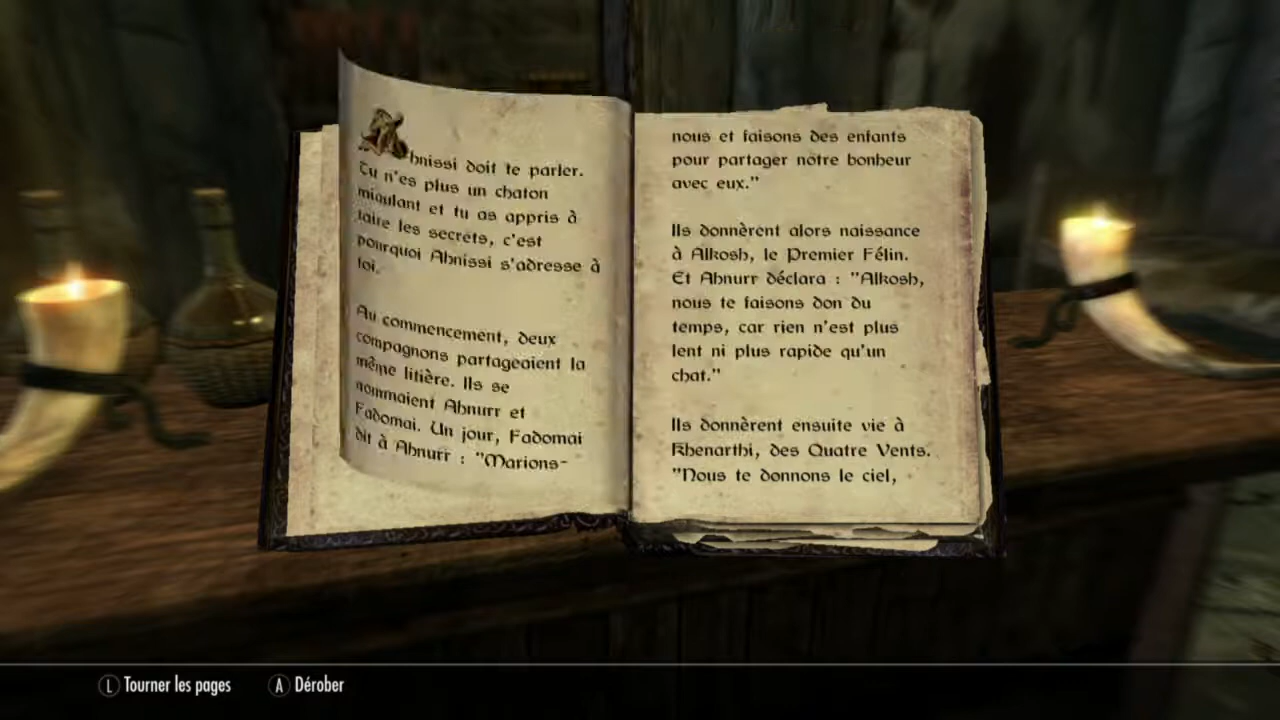 Ahnissi doit te parler.
Tu n'es plus un chaton
miaulant et tu as appris à
taire les secrets, c'est
pourquoi Ahnissi s'adresse à
toi.
Au commencement, deux
compagnons partageaient la
même litière. Ils se
nommaient Ahnurr et
Fadomai. Un jour, Fadomai
dit à Ahnurr : "Marions-
nous et faisons des enfants
pour partager notre bonheur
avec eux."
Ils donnèrent alors naissance
à Alkosh, le Premier Félin.
Et Ahnurr déclara : "Alkosh,
nous te faisons don du
temps, car rien n'est plus
lent ni plus rapide qu'un
chat."
Ils donnèrent ensuite vie à
Khenarthi, des Quatre Vents.
"Nous te donnons le ciel,
L Tourner les pages
A Dérober